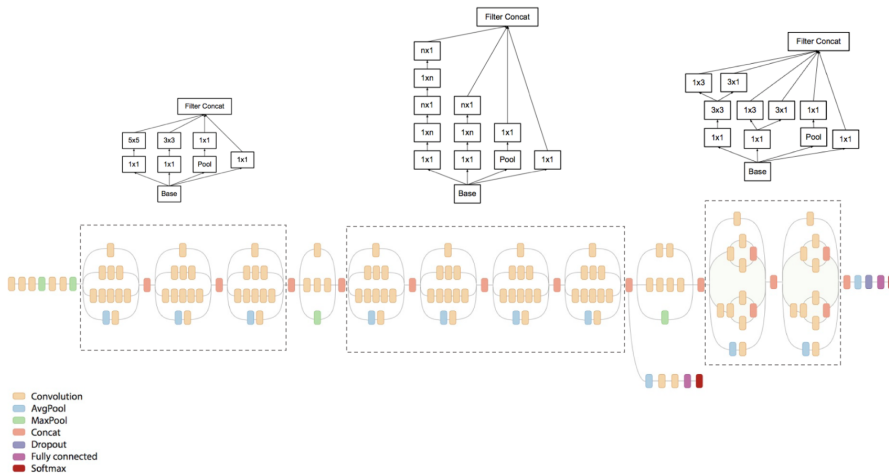 Filter Concat
nx1
1xn
nx1 nx1
1xn 1xn 1x1
1x1 1x1 Pool 1x1
Base
Filter Concat
5x5 3x3 1x1
1x1 1x1 Pool 1x1
Base
Filter Concat
1x3 3x1
3x3 1x3 3x1 1x1
1x1 1x1 Pool 1x1
Base
Convolution
AvgPool
MaxPool
Concat
Dropout
Fully connected
Softmax